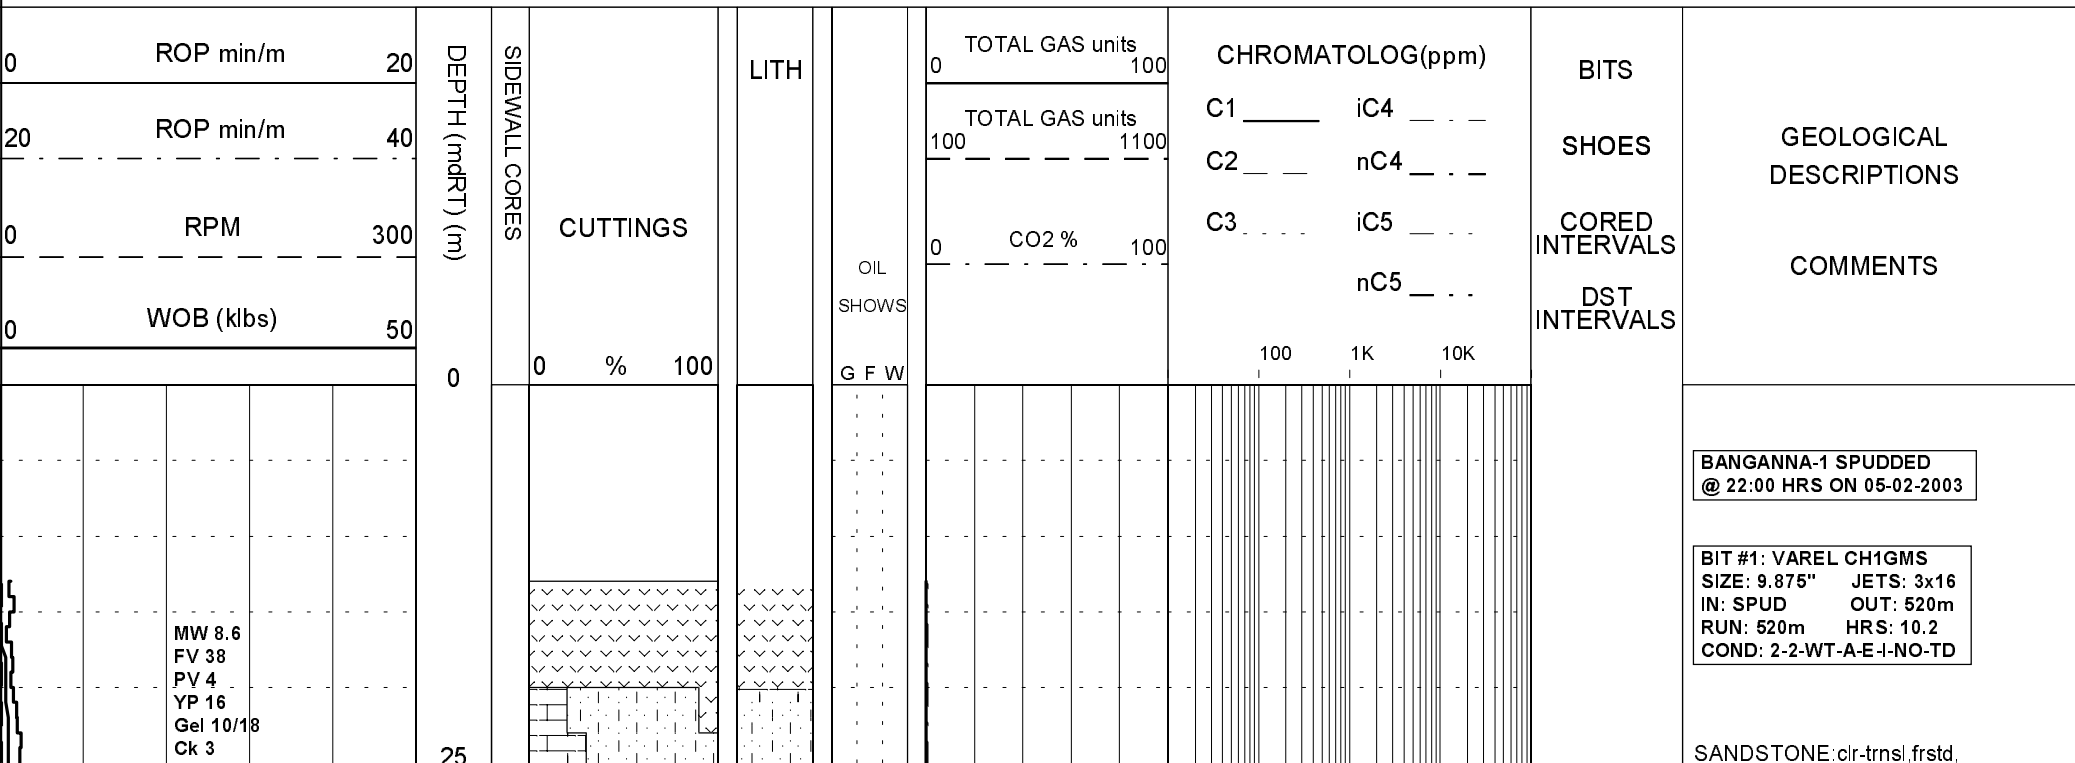 ROP min/m
0 20
ROP min/m
20 40
RPM
0 300
WOB (klbs)
0 50
DEPTH (mdRT) (m)
0
SIDEWALL CORES
CUTTINGS
0 % 100
LITH
OIL
SHOWS
G F W
TOTAL GAS units
0 100
TOTAL GAS units
100 1100
CO2 %
0 100
CHROMATOLOG(ppm)
C1 iC4
C2 nC4
C3 iC5
nC5
100 1K 10K
BITS
SHOES
CORED
INTERVALS
DST
INTERVALS
GEOLOGICAL
DESCRIPTIONS
COMMENTS
BANGANNA-1 SPUDDED
@ 22:00 HRS ON 05-02-2003
BIT #1: VAREL CH1GMS
SIZE: 9.875" JETS: 3x16
IN: SPUD OUT: 520m
RUN: 520m HRS: 10.2
COND: 2-2-WT-A-E-I-NO-TD
MW 8.6
FV 38
PV 4
YP 16
Gel 10/18
Ck 3
25
SANDSTONE:clr-trnsl,frstd,